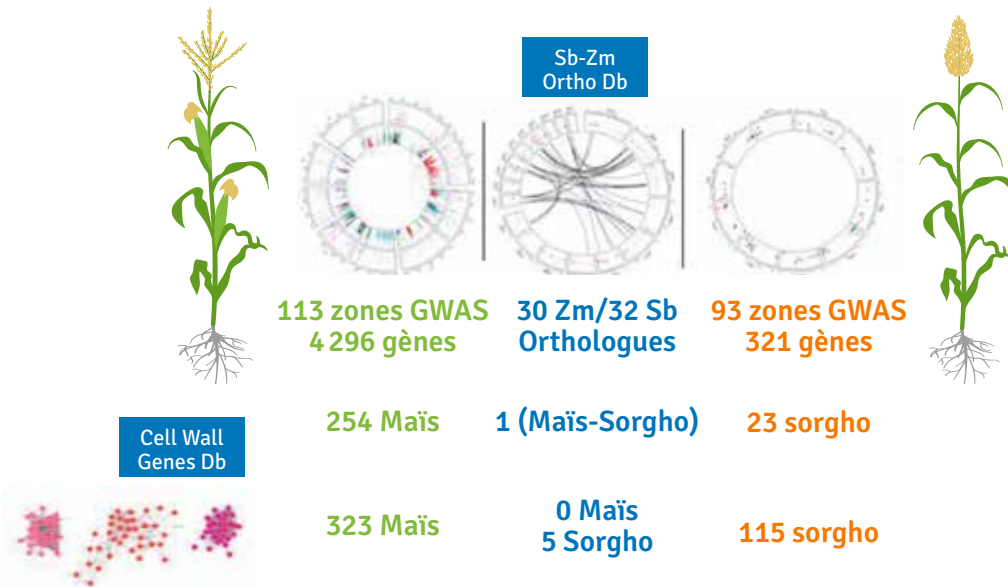 Sb-Zm
Ortho Db
113 zones GWAS
4 296 gènes
30 Zm/32 Sb
Orthologues
93 zones GWAS
321 gènes
254 Maïs
1 (Maïs-Sorgho)
23 sorgho
Cell Wall
Genes Db
323 Maïs
0 Maïs
5 Sorgho
115 sorgho